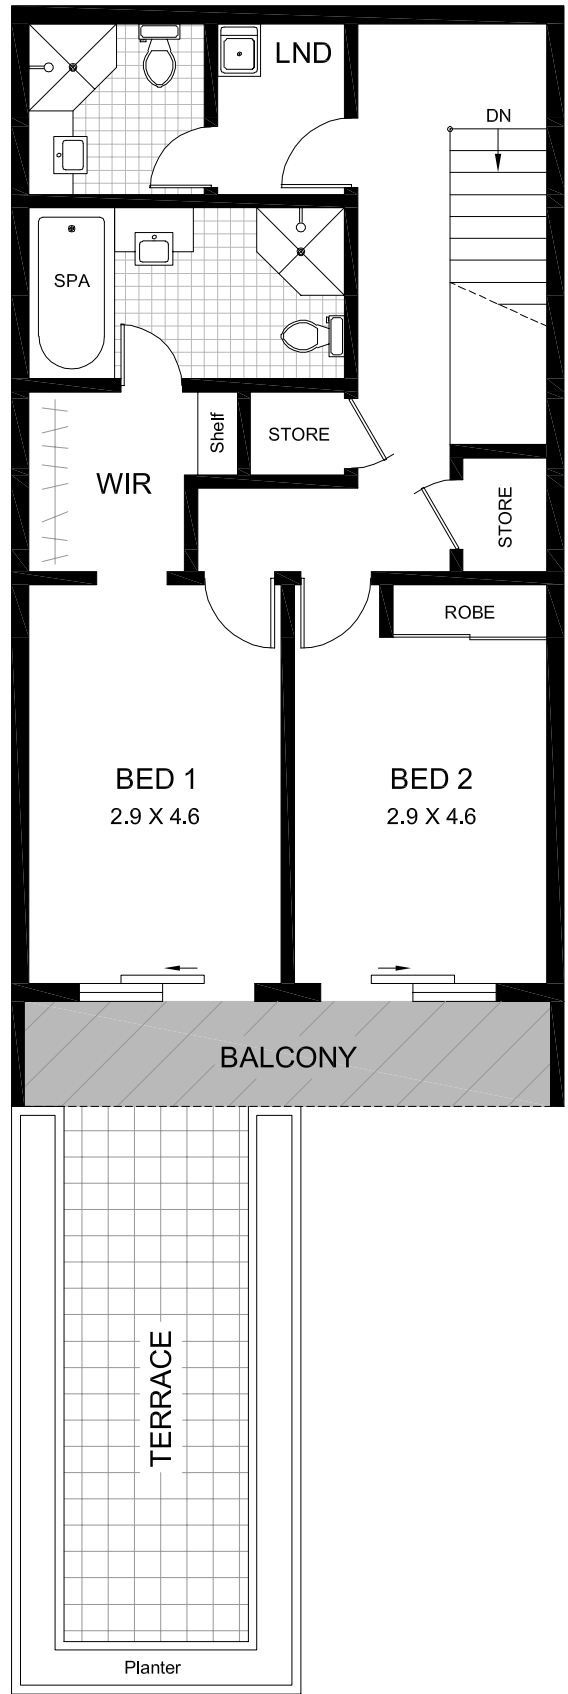 LND
DN
SPA
Shelf
STORE
WIR
STORE
ROBE
BED 1
2.9 X 4.6
BED 2
2.9 X 4.6
BALCONY
TERRACE
Planter